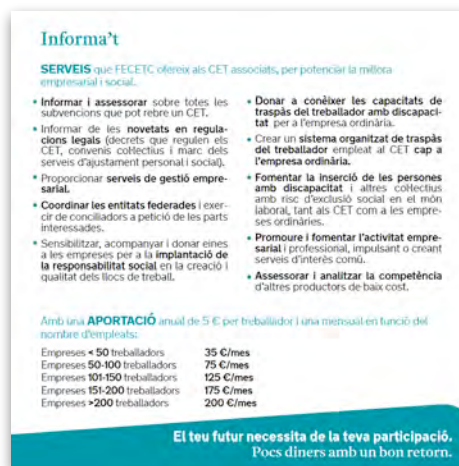 Informa't
SERVEIS que FECETC ofereix als CET associats, per potenciar la millora
empresarial i social.
• Informar i assessorar sobre totes les
subvencions que pot rebre un CET.
• Informar de les novetats en regula-
cions legals (decrets que regulen els
CET, convenis col·lectius i marc dels
serveis d'ajustament personal i social).
• Proporcionar serveis de gestió empre-
sarial.
• Coordinar les entitats federades i exer-
cir de conciliadors a petició de les parts
interessades.
• Sensibilitzar, acompanyar i donar eines
a les empreses per a la implantació de
la responsabilitat social en la creació i
qualitat dels llocs de treball.
• Donar a conèixer les capacitats de
traspàs del treballador amb discapaci-
tat per a l'empresa ordinària.
• Crear un sistema organitzat de traspàs
del treballador empleat al CET cap a
l'empresa ordinària.
• Fomentar la inserció de les persones
amb discapacitat i altres col·lectius
amb risc d'exclusió social en el món
laboral, tant als CET com a les empre-
ses ordinàries.
• Promoure i fomentar l'activitat empre-
sarial i professional, impulsant o creant
serveis d'interès comú.
• Assessorar i analitzar la competència
d'altres productors de baix cost.
Amb una APORTACIÓ anual de 5 € per treballador i una mensual en funció del
nombre d'empleats:
Empreses < 50 treballadors 35 €/mes
Empreses 50-100 treballadors 75 €/mes
Empreses 101-150 treballadors 125 €/mes
Empreses 151-200 treballadors 175 €/mes
Empreses >200 treballadors 200 €/mes
El teu futur necessita de la teva participació.
Pocs diners amb un bon retorn.